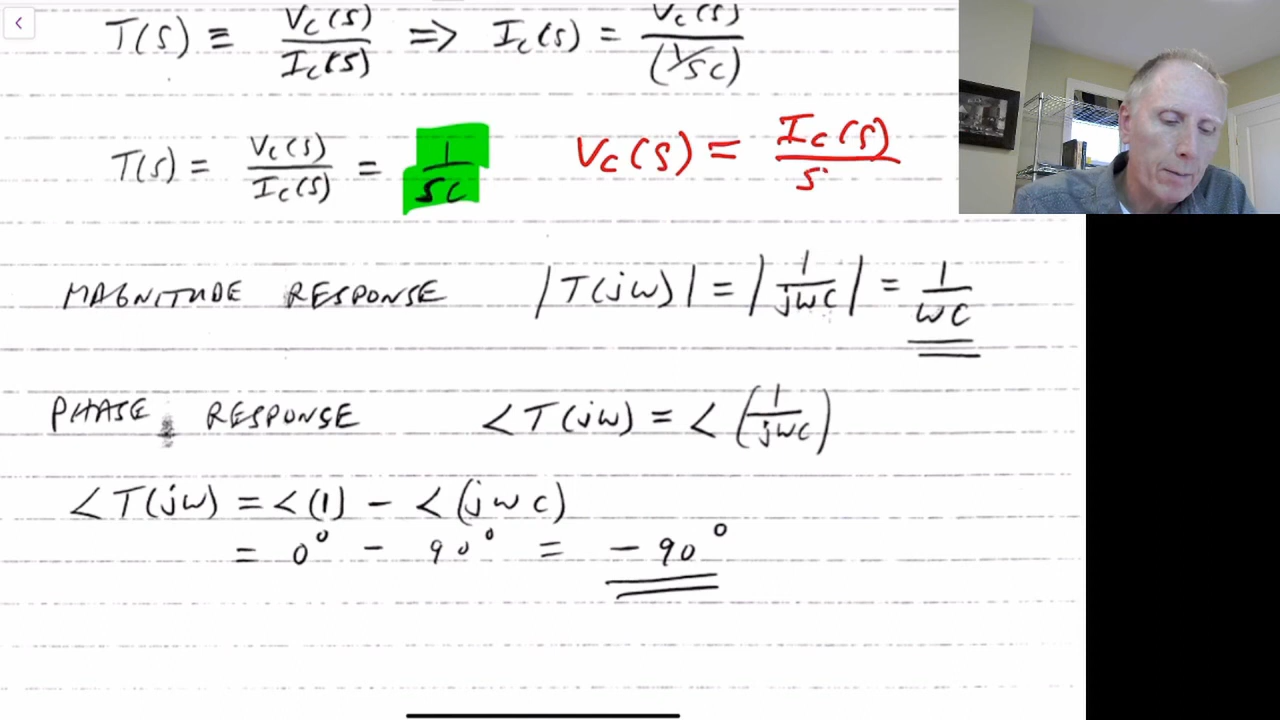 T(s) ≡ Vc(s) / Ic(s) => Ic(s) = Vc(s) / (1/sC)
T(s) = Vc(s) / Ic(s) = 1 / sC
Vc(s) = Ic(s) / s
MAGNITUDE RESPONSE |T(jω)| = |1 / jωC| = 1 / ωC
PHASE RESPONSE <T(jω) = <(1 / jωC)
<T(jω) = <(1) - <(jωC)
= 0° - 90° = -90°